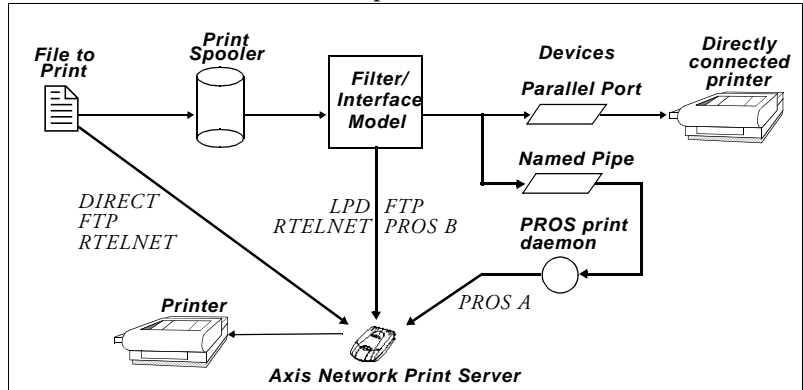 File to
Print
Print
Spooler
Filter/
Interface
Model
Devices
Parallel Port
Directly
connected
printer
Named Pipe
DIRECT
FTP
RTELNET
LPD FTP
RTELNET PROS B
PROS print
daemon
PROS A
Printer
Axis Network Print Server